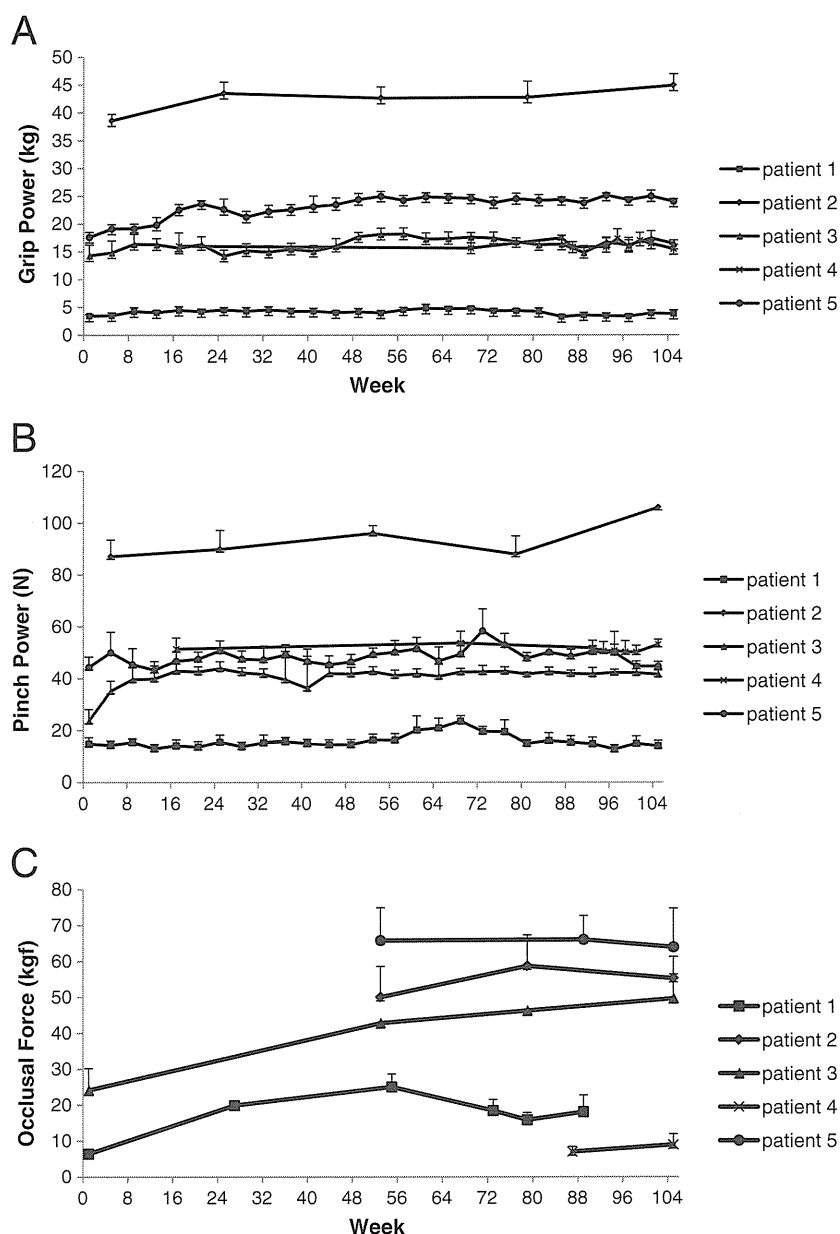 A
50
45
40
35
30
25
20
15
10
5
0
Grip Power (kg)
0 8 16 24 32 40 48 56 64 72 80 88 96 104
Week
patient 1
patient 2
patient 3
patient 4
patient 5
B
120
100
80
60
40
20
0
Pinch Power (N)
0 8 16 24 32 40 48 56 64 72 80 88 96 104
patient 1
patient 2
patient 3
patient 4
patient 5
C
80
70
60
50
40
30
20
10
0
Occlusal Force (kgf)
0 8 16 24 32 40 48 56 64 72 80 88 96 104
Week
patient 1
patient 2
patient 3
patient 4
patient 5